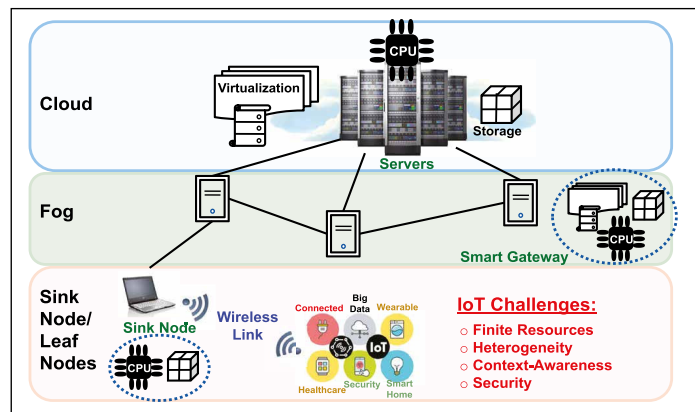 Cloud
Virtualization
CPU
Storage
Servers
Fog
CPU
Smart Gateway
Sink
Node/
Leaf
Nodes
Sink Node
CPU
Wireless
Link
Connected
Big
Data
Wearable
IoT
Healthcare
Security
Smart
Home
IoT Challenges:
○ Finite Resources
○ Heterogeneity
○ Context-Awareness
○ Security